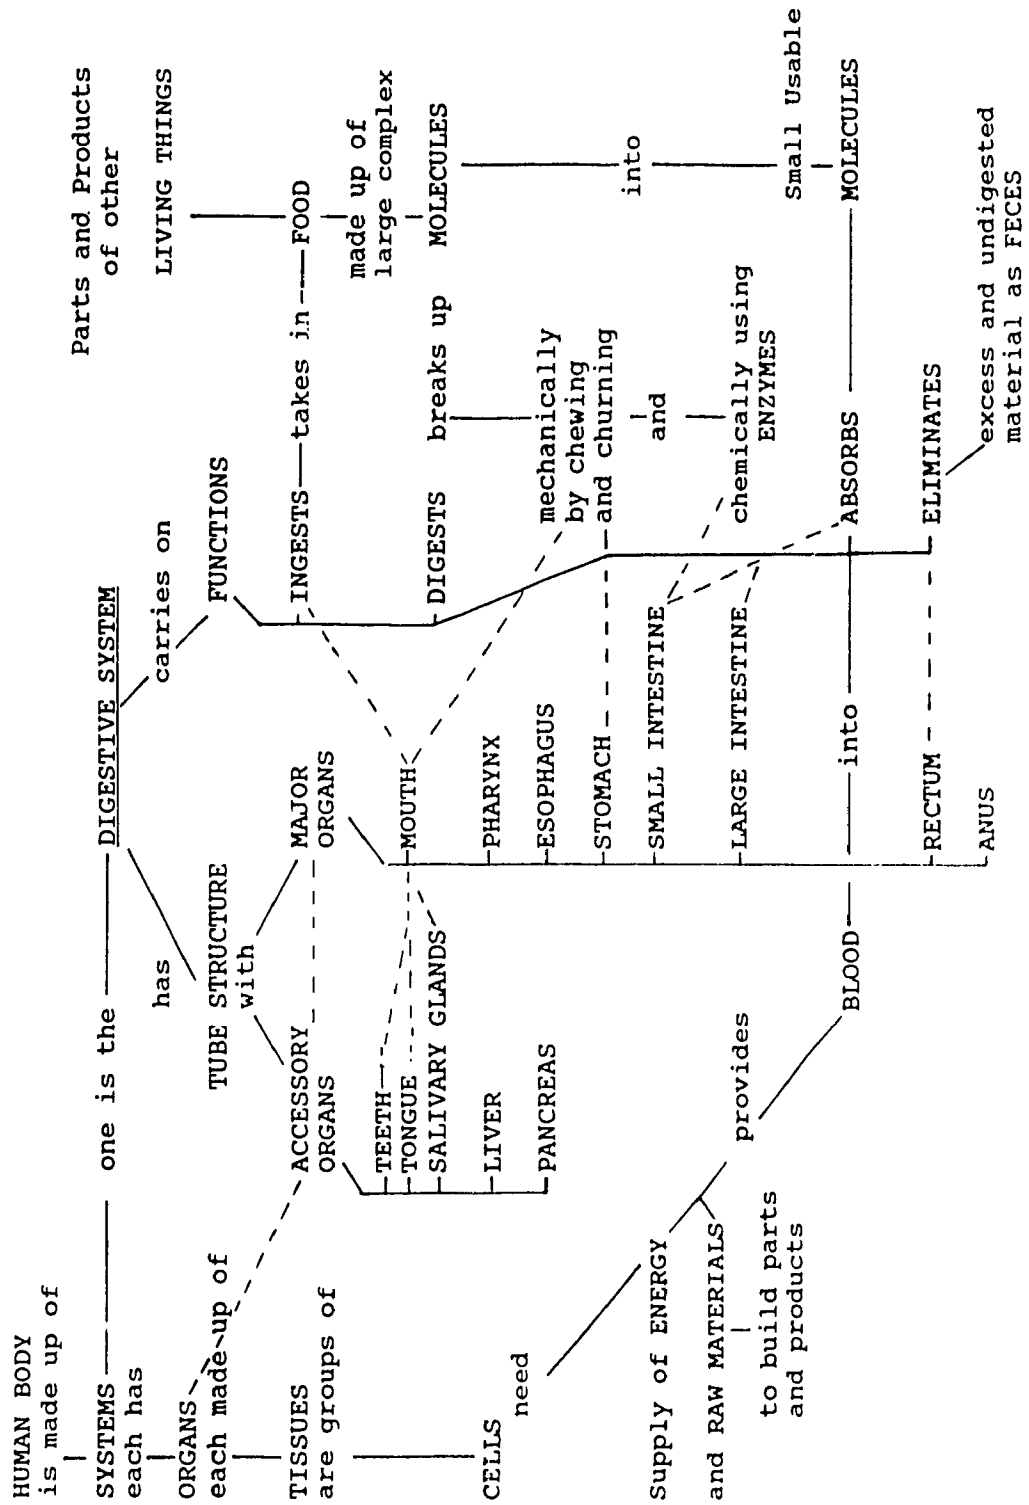 HUMAN BODY
is made up of
SYSTEMS
each has
ORGANS
each made up of
TISSUES
are groups of
CELLS
need
Supply of ENERGY
and RAW MATERIALS
to build parts
and products
one is the
DIGESTIVE SYSTEM
has
TUBE STRUCTURE
with
ACCESSORY
ORGANS
TEETH
TONGUE
SALIVARY GLANDS
LIVER
PANCREAS
provides
BLOOD
MAJOR
ORGANS
MOUTH
PHARYNX
ESOPHAGUS
STOMACH
SMALL INTESTINE
LARGE INTESTINE
into
RECTUM
ANUS
carries on
FUNCTIONS
INGESTS
takes in
FOOD
DIGESTS
breaks up
mechanically
by chewing
and churning
and
chemically using
ENZYMES
ABSORBS
ELIMINATES
excess and undigested
material as FECES
Parts and Products
of other
LIVING THINGS
made up of
large complex
MOLECULES
into
Small Usable
MOLECULES